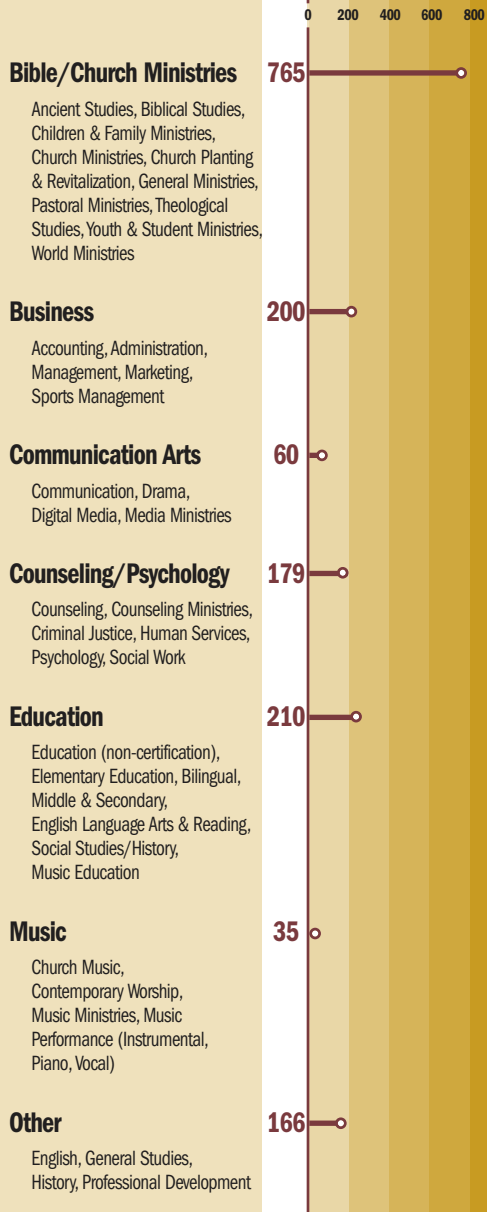 0 200 400 600 800
Bible/Church Ministries 765
Ancient Studies, Biblical Studies,
Children & Family Ministries,
Church Ministries, Church Planting
& Revitalization, General Ministries,
Pastoral Ministries, Theological
Studies, Youth & Student Ministries,
World Ministries
Business 200
Accounting, Administration,
Management, Marketing,
Sports Management
Communication Arts 60
Communication, Drama,
Digital Media, Media Ministries
Counseling/Psychology 179
Counseling, Counseling Ministries,
Criminal Justice, Human Services,
Psychology, Social Work
Education 210
Education (non-certification),
Elementary Education, Bilingual,
Middle & Secondary,
English Language Arts & Reading,
Social Studies/History,
Music Education
Music 35
Church Music,
Contemporary Worship,
Music Ministries, Music
Performance (Instrumental,
Piano, Vocal)
Other 166
English, General Studies,
History, Professional Development